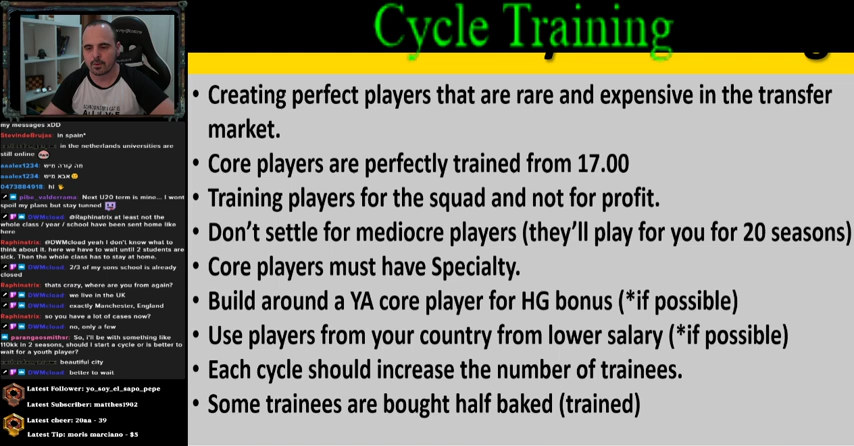 Cycle Training
• Creating perfect players that are rare and expensive in the transfer
market.
• Core players are perfectly trained from 17.00
• Training players for the squad and not for profit.
• Don't settle for mediocre players (they'll play for you for 20 seasons)
• Core players must have Specialty.
• Build around a YA core player for HG bonus (*if possible)
• Use players from your country from lower salary (*if possible)
• Each cycle should increase the number of trainees.
• Some trainees are bought half baked (trained)
my messages xDD
StevindeBrujas: in spain*
in the netherlands universities are
still online
aaalex1234: מה קורה מיש
aaalex1234: אבא מיש
0473884918: hi
pibe_valderrama: Next U20 term is mine... I wont
spoil my plans but stay tunned
DWMcloud: @Raphinatrix at least not the
whole class / year / school have been sent home like
here
Raphinatrix: @DWMcloud yeah I don't know what to
think about it. here we have to wait until 2 students are
sick. Then the whole class has to stay at home.
DWMcloud: 2/3 of my sons school is already
closed
Raphinatrix: thats crazy, where are you from again?
DWMcloud: we live in the UK
DWMcloud: exactly Manchester, England
Raphinatrix: so you have a lot of cases now?
DWMcloud: no, only a few
parangaosmithsr: So, i'll be with something like
110kk in 2 seasons, should i start a cycle or is better to
wait for a youth player?
beautiful city
DWMcloud: better to wait
Latest Follower: yo_soy_el_sapo_pepe
Latest Subscriber: matthes1902
Latest cheer: 20aa - 39
Latest Tip: moris marciano - $5